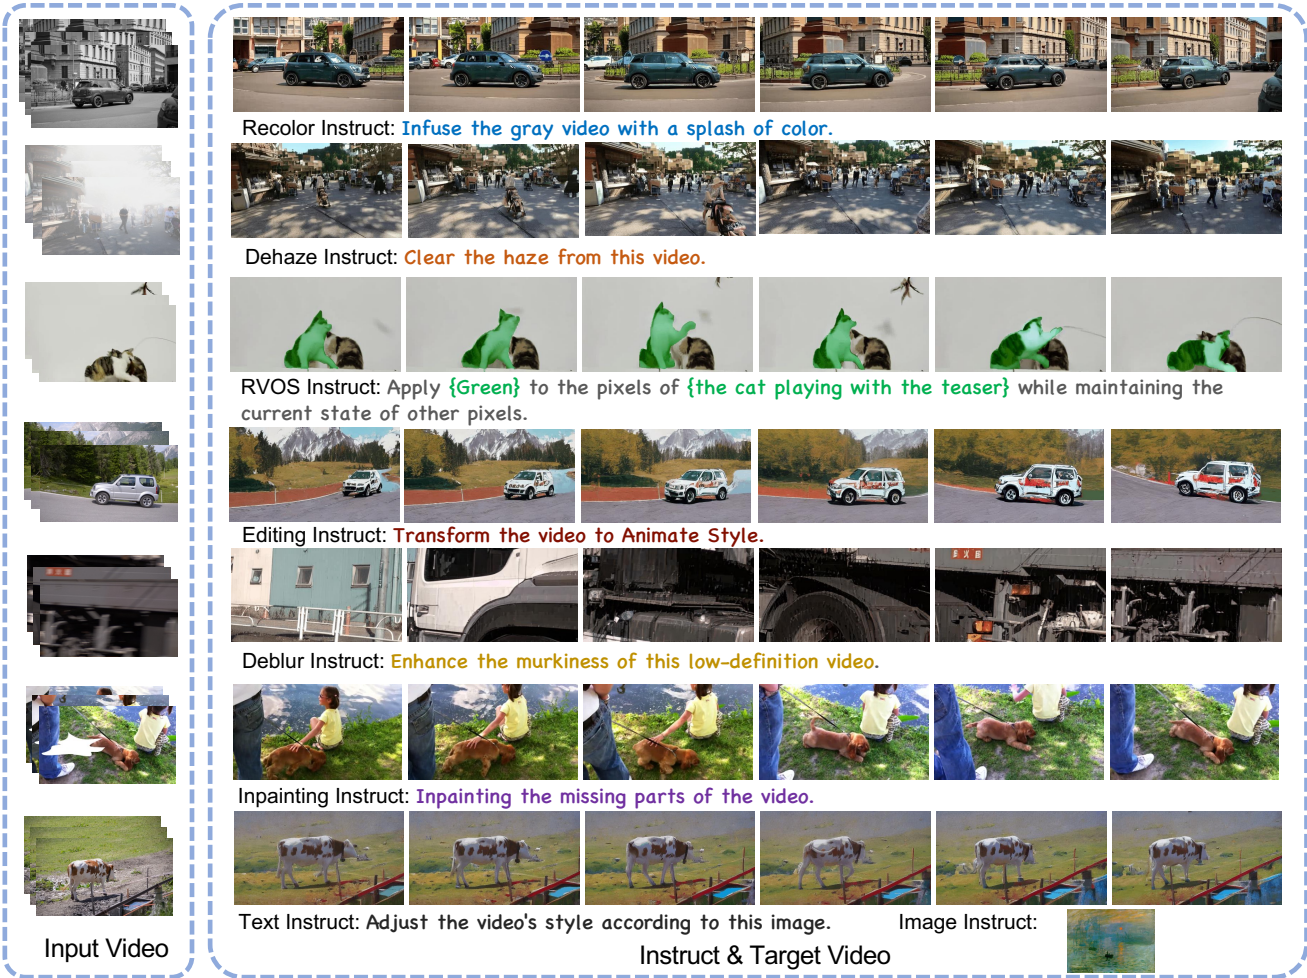 Recolor Instruct: Infuse the gray video with a splash of color.
Dehaze Instruct: Clear the haze from this video.
RVOS Instruct: Apply {Green} to the pixels of {the cat playing with the teaser} while maintaining the
current state of other pixels.
Editing Instruct: Transform the video to Animate Style.
Deblur Instruct: Enhance the murkiness of this low-definition video.
Inpainting Instruct: Inpainting the missing parts of the video.
Text Instruct: Adjust the video's style according to this image. Image Instruct:
Input Video
Instruct & Target Video